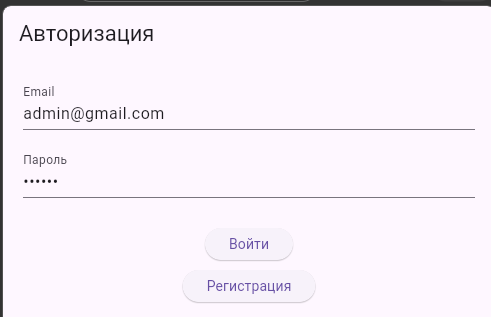 Авторизация
Email
admin@gmail.com
Пароль
••••••
Войти
Регистрация